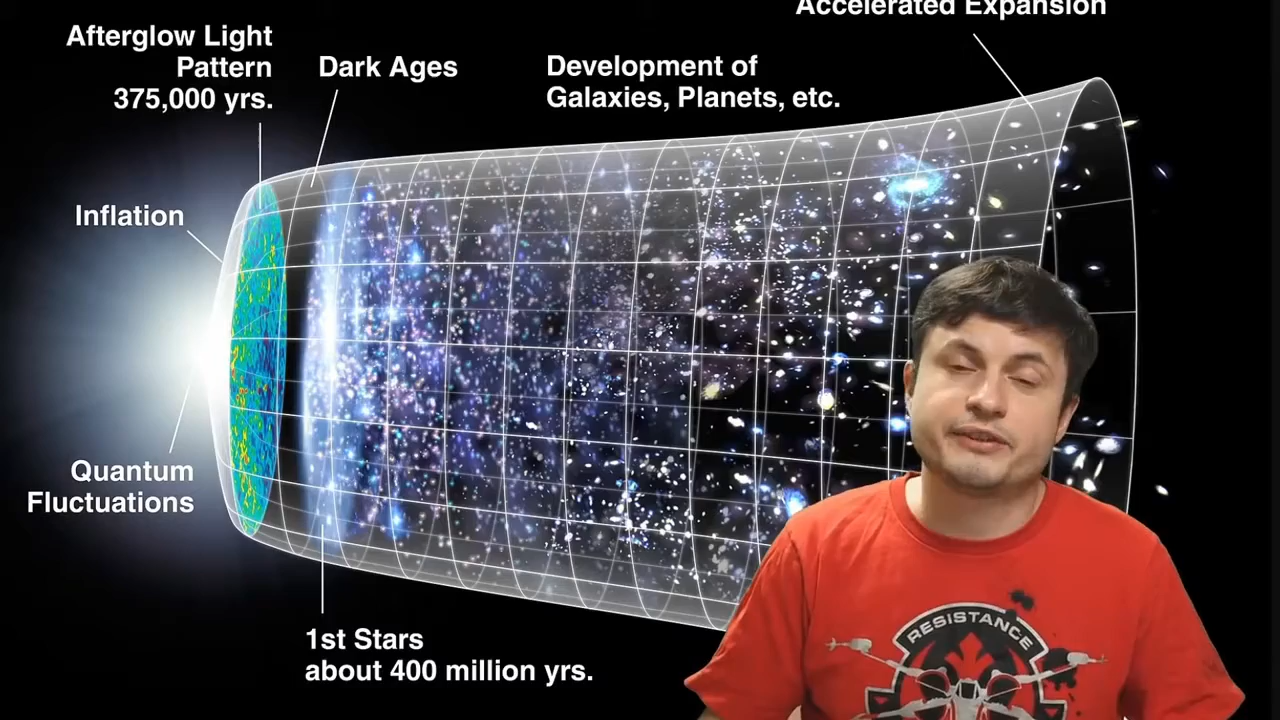 Accelerated Expansion
Afterglow Light
Pattern
375,000 yrs.
Dark Ages
Development of
Galaxies, Planets, etc.
Inflation
Quantum
Fluctuations
1st Stars
about 400 million yrs.
RESISTANCE